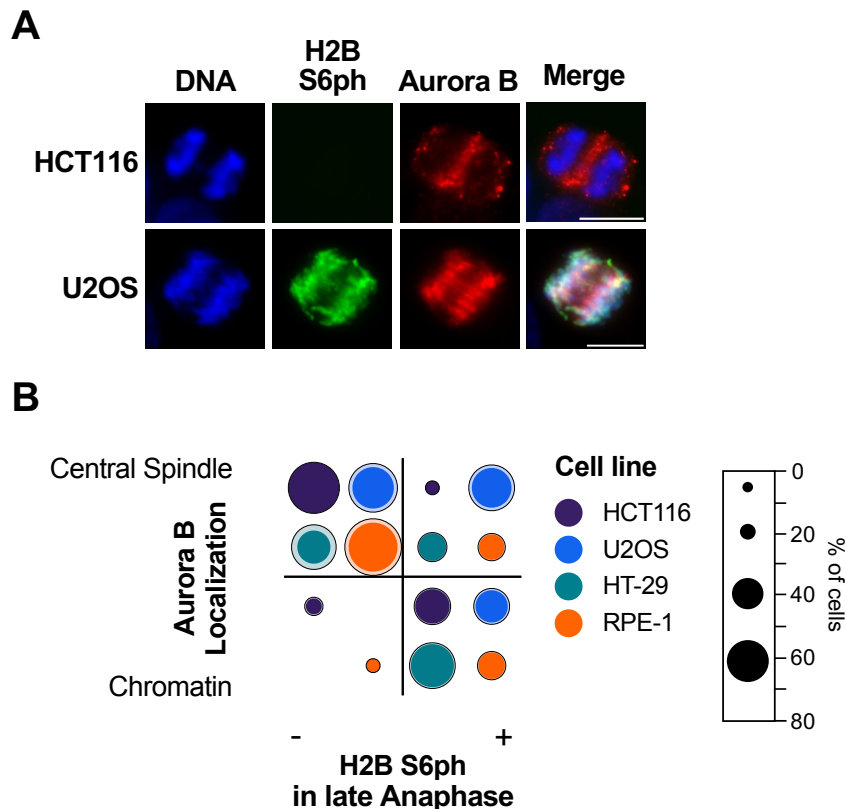 A
DNA
H2B
S6ph
Aurora B
Merge
HCT116
U2OS
B
Central Spindle
Aurora B
Localization
Chromatin
-
+
H2B S6ph
in late Anaphase
Cell line
HCT116
U2OS
HT-29
RPE-1
0
20
40
60
80
% of cells